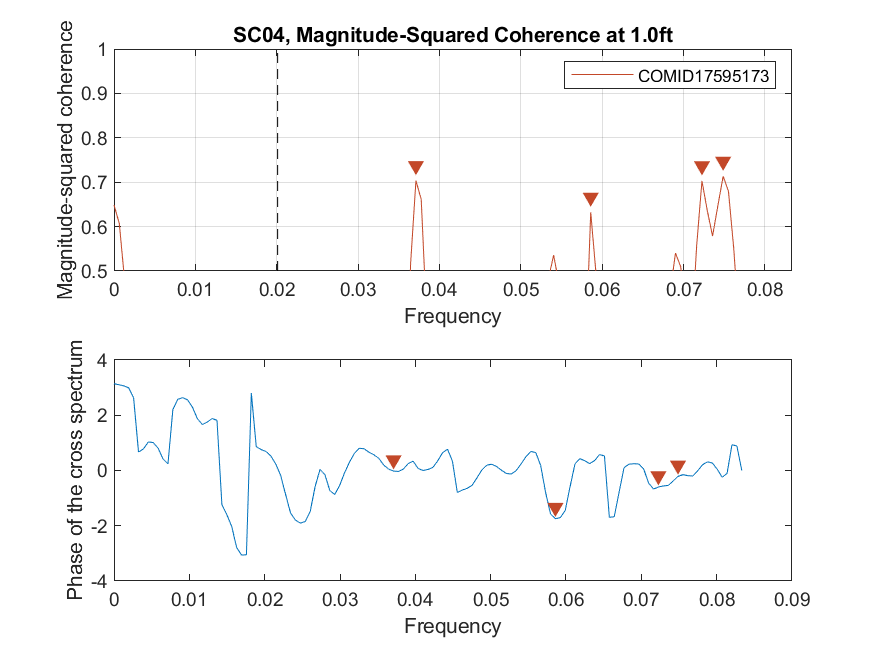 SC04, Magnitude-Squared Coherence at 1.0ft
Magnitude-squared coherence
1
0.9
0.8
0.7
0.6
0.5
COMID17595173
0 0.01 0.02 0.03 0.04 0.05 0.06 0.07 0.08
Frequency
Phase of the cross spectrum
4
2
0
-2
-4
0 0.01 0.02 0.03 0.04 0.05 0.06 0.07 0.08 0.09
Frequency